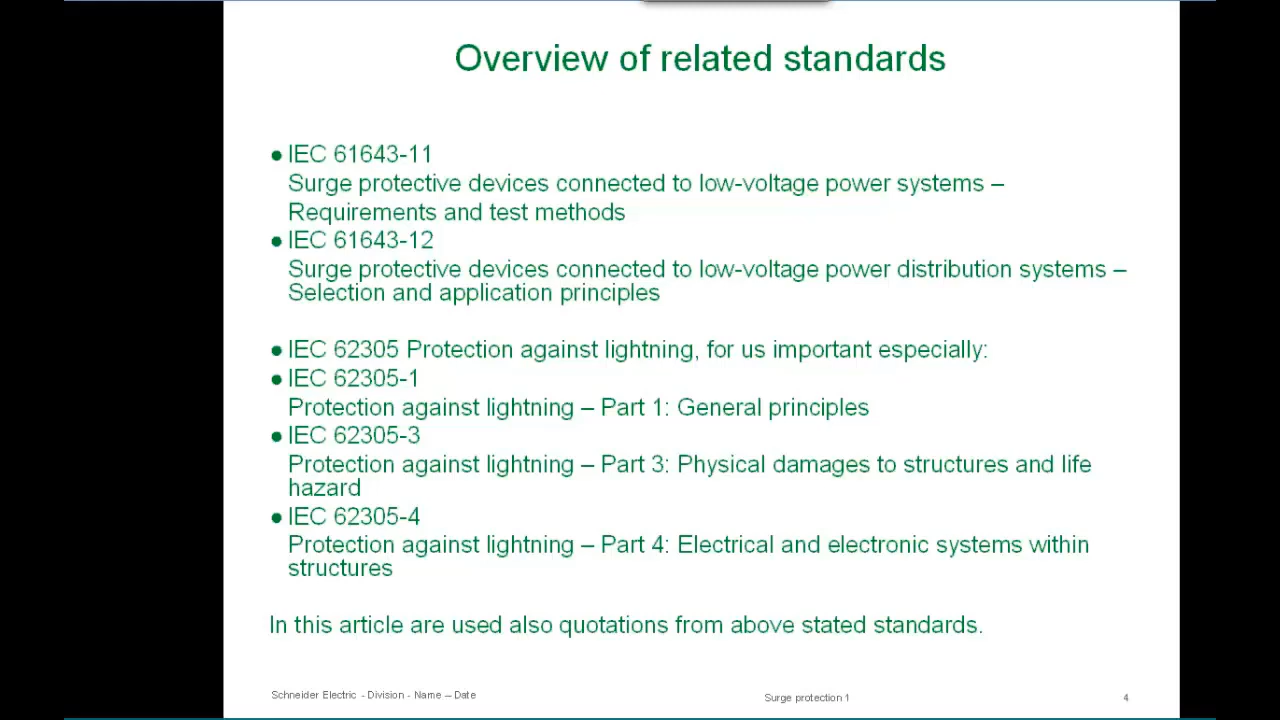 Overview of related standards
● IEC 61643-11
Surge protective devices connected to low-voltage power systems –
Requirements and test methods
● IEC 61643-12
Surge protective devices connected to low-voltage power distribution systems –
Selection and application principles
● IEC 62305 Protection against lightning, for us important especially:
● IEC 62305-1
Protection against lightning – Part 1: General principles
● IEC 62305-3
Protection against lightning – Part 3: Physical damages to structures and life
hazard
● IEC 62305-4
Protection against lightning – Part 4: Electrical and electronic systems within
structures
In this article are used also quotations from above stated standards.
Schneider Electric - Division - Name – Date
Surge protection 1
4